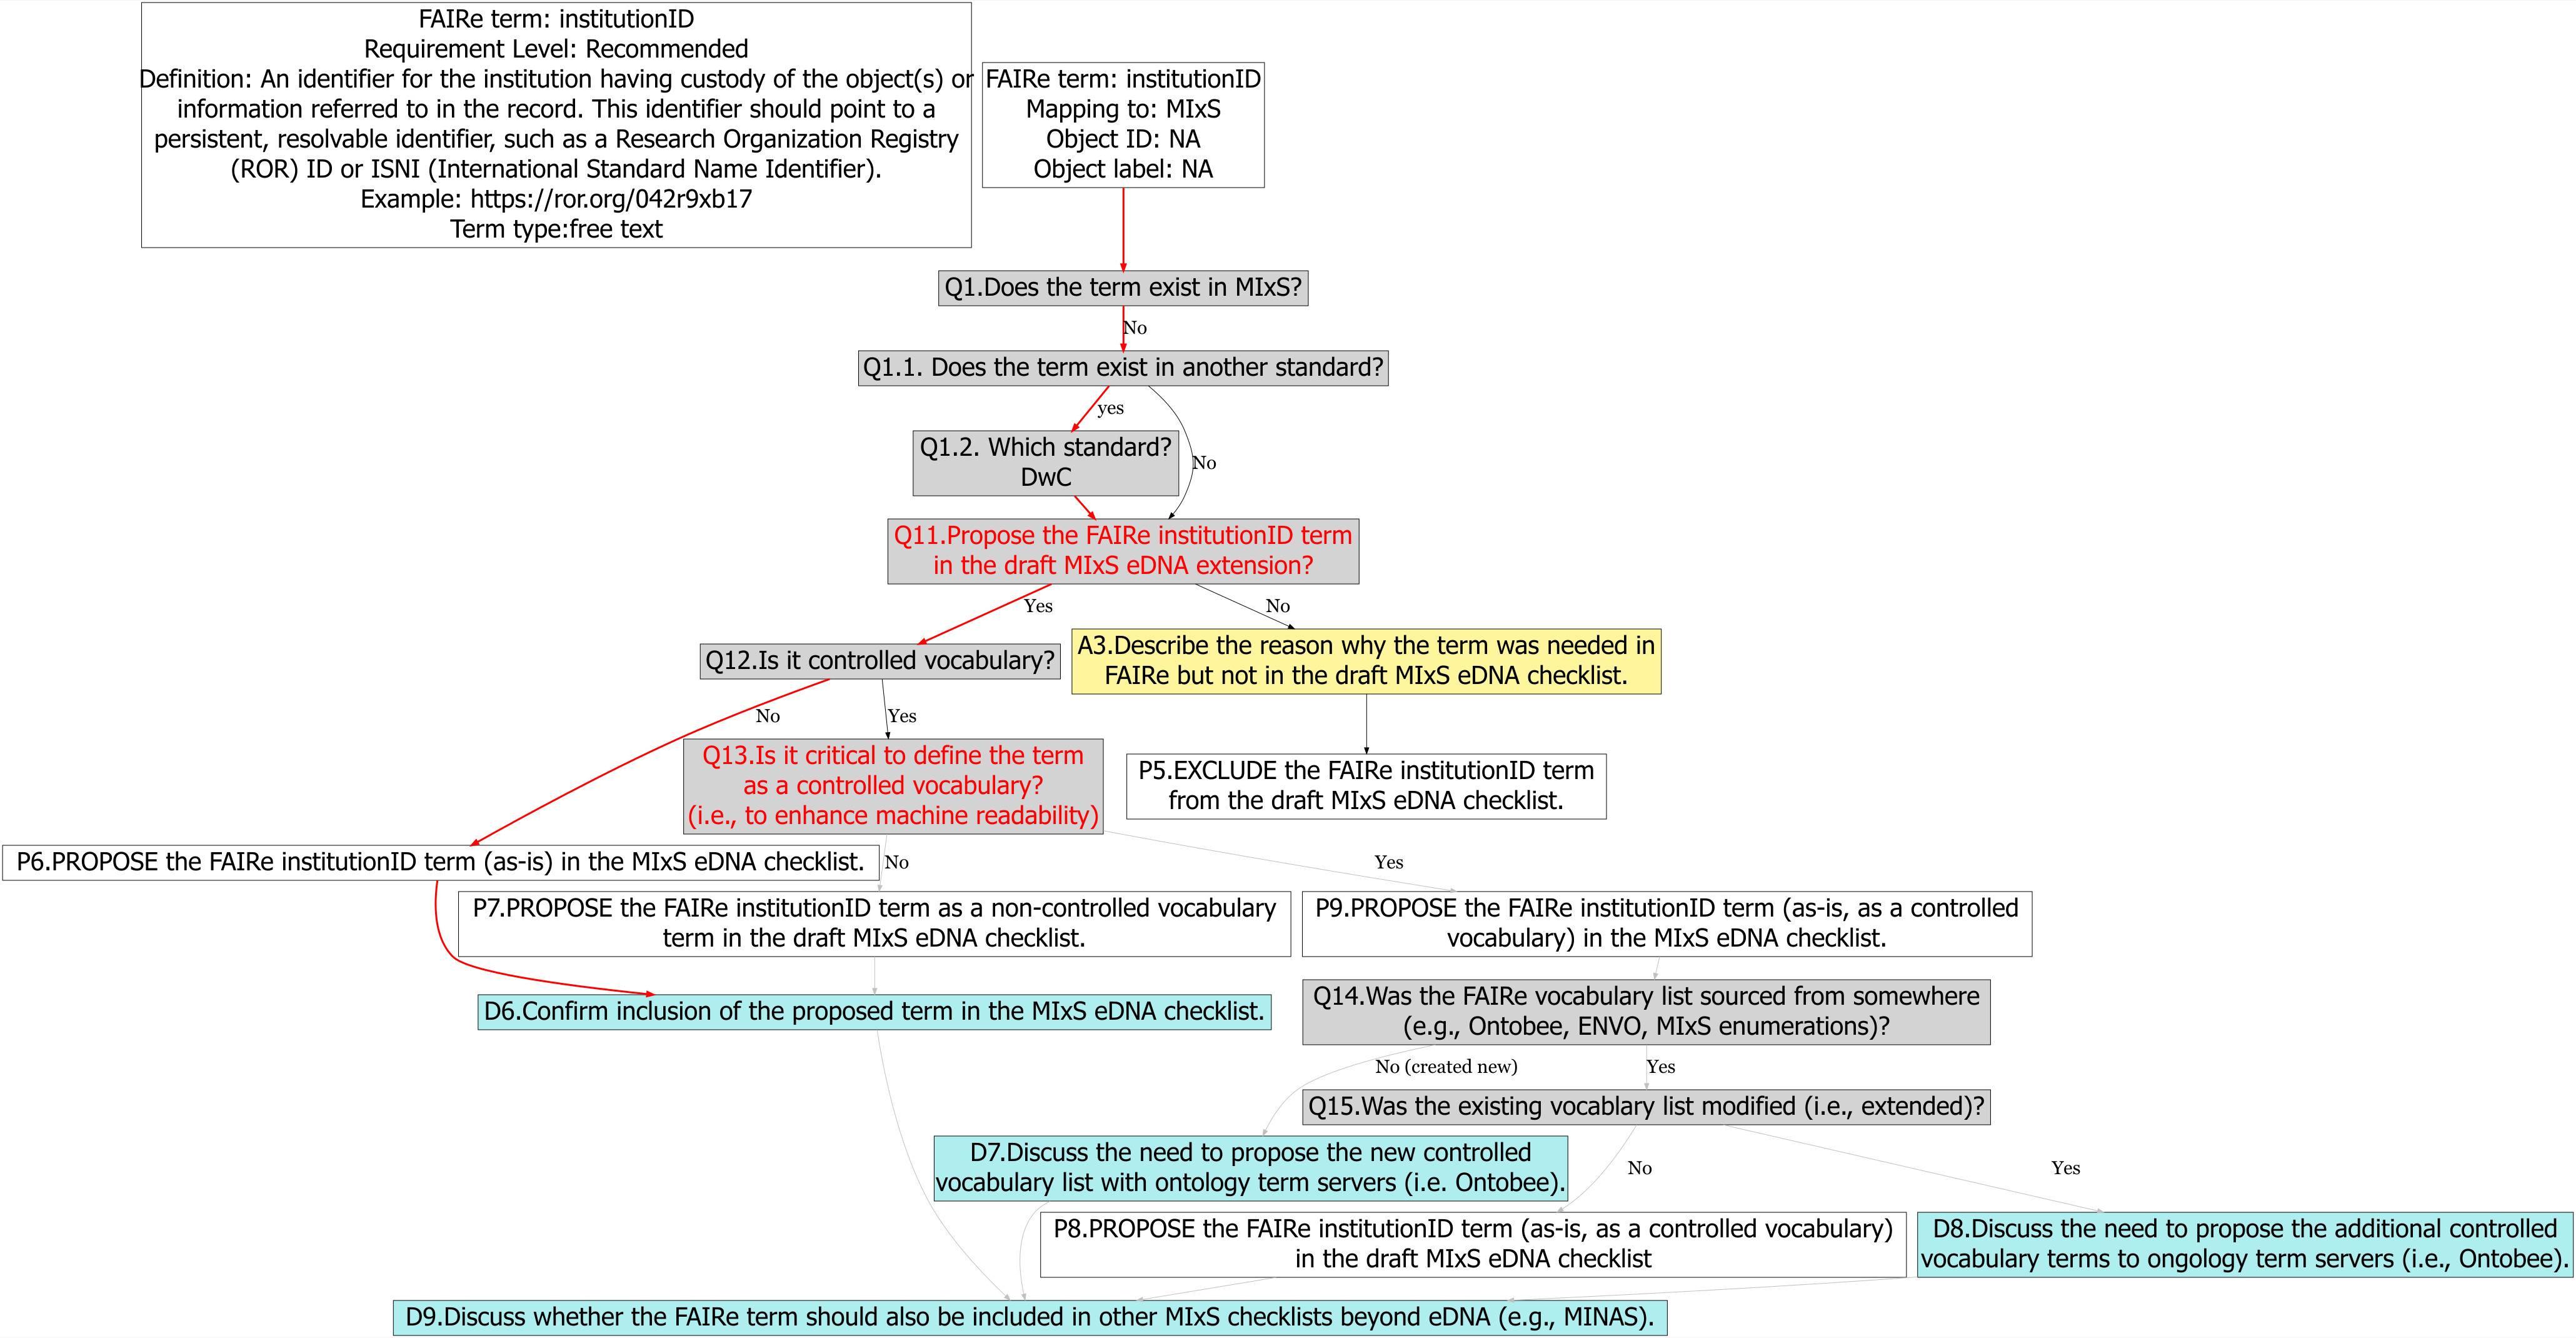 FAIRe term: institutionID
Requirement Level: Recommended
Definition: An identifier for the institution having custody of the object(s) or
information referred to in the record. This identifier should point to a
persistent, resolvable identifier, such as a Research Organization Registry
(ROR) ID or ISNI (International Standard Name Identifier).
Example: https://ror.org/042r9xb17
Term type:free text
FAIRe term: institutionID
Mapping to: MIxS
Object ID: NA
Object label: NA
Q1.Does the term exist in MIxS?
No
Q1.1. Does the term exist in another standard?
yes
Q1.2. Which standard?
DwC
No
Q11.Propose the FAIRe institutionID term
in the draft MIxS eDNA extension?
Yes
No
Q12.Is it controlled vocabulary?
A3.Describe the reason why the term was needed in
FAIRe but not in the draft MIxS eDNA checklist.
No
Yes
Q13.Is it critical to define the term
as a controlled vocabulary?
(i.e., to enhance machine readability)
P5.EXCLUDE the FAIRe institutionID term
from the draft MIxS eDNA checklist.
P6.PROPOSE the FAIRe institutionID term (as-is) in the MIxS eDNA checklist.
No
Yes
P7.PROPOSE the FAIRe institutionID term as a non-controlled vocabulary
term in the draft MIxS eDNA checklist.
P9.PROPOSE the FAIRe institutionID term (as-is, as a controlled
vocabulary) in the MIxS eDNA checklist.
D6.Confirm inclusion of the proposed term in the MIxS eDNA checklist.
Q14.Was the FAIRe vocabulary list sourced from somewhere
(e.g., Ontobee, ENVO, MIxS enumerations)?
No (created new)
Yes
Q15.Was the existing vocablary list modified (i.e., extended)?
D7.Discuss the need to propose the new controlled
vocabulary list with ontology term servers (i.e. Ontobee).
No
Yes
P8.PROPOSE the FAIRe institutionID term (as-is, as a controlled vocabulary)
in the draft MIxS eDNA checklist
D8.Discuss the need to propose the additional controlled
vocabulary terms to ongology term servers (i.e., Ontobee).
D9.Discuss whether the FAIRe term should also be included in other MIxS checklists beyond eDNA (e.g., MINAS).